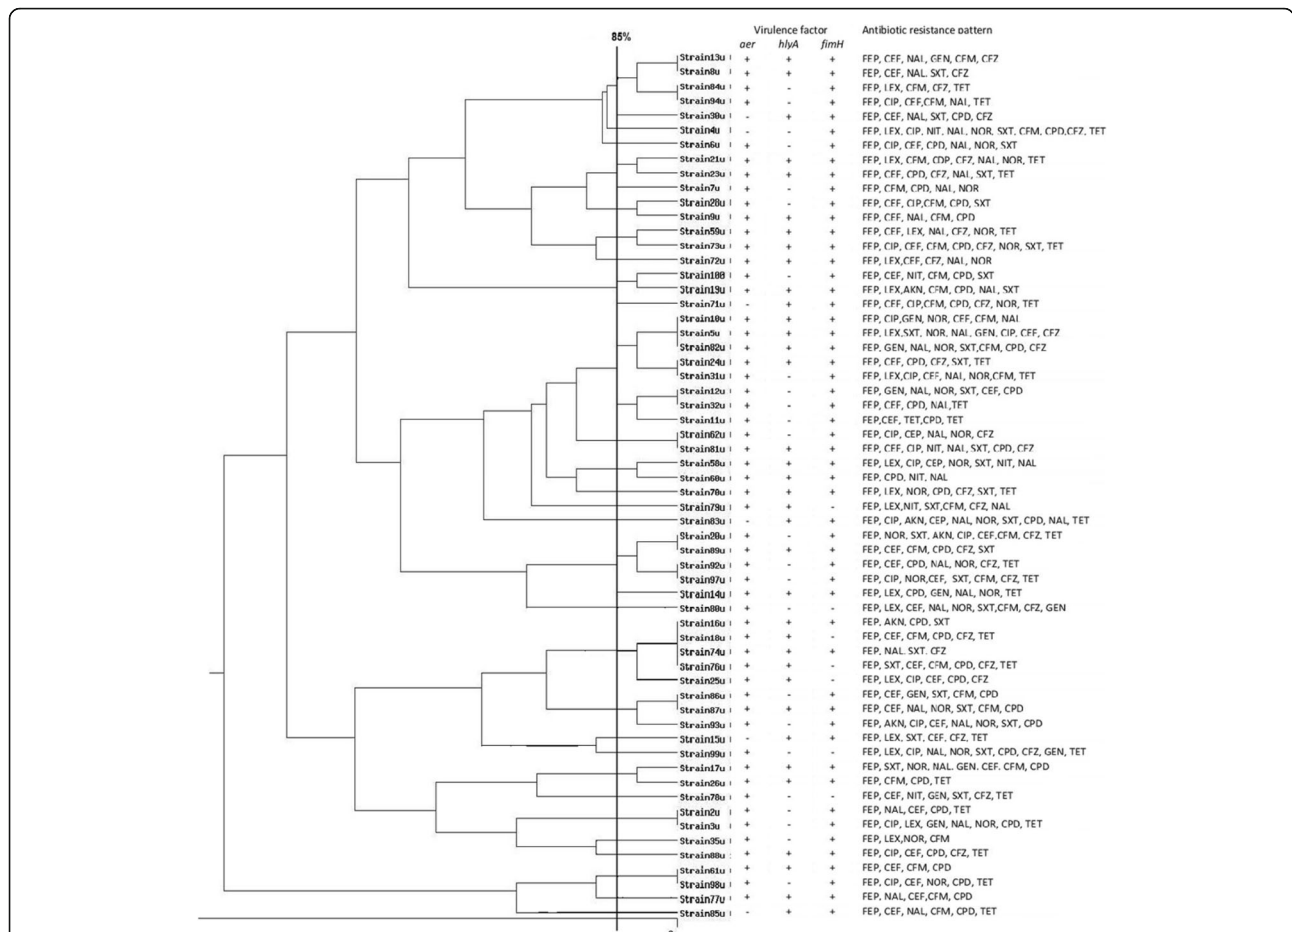 Virulence factor Antibiotic resistance pattern
85%
aer hlyA fimH
Strain13u + + + FEP, CEF, NAL, GEN, CFM, CFZ
Strain8u + + + FEP, CEF, NAL. SXT, CFZ
Strain84u + - + FEP, LEX, CFM, CFZ, TET
Strain94u + - + FEP, CIP, CEF,CFM, NAL, TET
Strain30u - + + FEP, CEF, NAL, SXT, CPD, CFZ
Strain4u - - + FEP, LEX, CIP, NIT, NAL, NOR, SXT, CFM, CPD,CFZ, TET
Strain6u + - + FEP, CIP, CEF, CPD, NAL, NOR, SXT
Strain21u + + + FEP, LEX, CFM, CDP, CFZ, NAL, NOR, TET
Strain23u + + + FEP, CEF, CPD, CFZ, NAL, SXT, TET
Strain7u + - + FEP, CFM, CPD, NAL, NOR
Strain28u + - + FEP, CEF, CIP,CFM, CPD, SXT
Strain9u + + + FEP, CEF, NAL, CFM, CPD
Strain59u + + + FEP, CEF, LEX, NAL, CFZ, NOR, TET
Strain73u + + + FEP, CIP, CEF, CFM, CPD, CFZ, NOR, SXT, TET
Strain72u + + + FEP, LEX,CEF, CFZ, NAL, NOR
Strain100 + - + FEP, CEF, NIT, CFM, CPD, SXT
Strain19u + + + FEP, LEX,AKN, CFM, CPD, NAL, SXT
Strain71u - + + FEP, CEF, CIP,CFM, CPD, CFZ, NOR, TET
Strain10u + + + FEP, CIP,GEN, NOR, CEF, CFM, NAL
Strain5u + + + FEP, LEX,SXT, NOR, NAL, GEN, CIP, CEF, CFZ
Strain82u + + + FEP, GEN, NAL, NOR, SXT,CFM, CPD, CFZ
Strain24u + + + FEP, CEF, CPD, CFZ, SXT, TET
Strain31u + - + FEP, LEX,CIP, CEF, NAL, NOR,CFM, TET
Strain12u + - + FEP, GEN, NAL, NOR, SXT, CEF, CPD
Strain32u + - + FEP, CEF, CPD, NAL,TET
Strain11u + - + FEP,CEF, TET,CPD, TET
Strain62u + - + FEP, CIP, CEP, NAL, NOR, CFZ
Strain81u + + + FEP, CEF, CIP, NIT, NAL, SXT, CPD, CFZ
Strain58u + + + FEP, LEX, CIP, CEP, NOR, SXT, NIT, NAL
Strain60u + + + FEP, CPD, NIT, NAL
Strain70u + + + FEP, LEX, NOR, CPD, CFZ, SXT, TET
Strain79u + + - FEP, LEX,NIT, SXT,CFM, CFZ, NAL
Strain83u - + + FEP, CIP, AKN, CEP, NAL, NOR, SXT, CPD, NAL, TET
Strain20u + - + FEP, NOR, SXT, AKN, CIP, CEF,CFM, CFZ, TET
Strain89u + + + FEP, CEF, CFM, CPD, CFZ, SXT
Strain92u + - + FEP, CEF, CPD, NAL, NOR, CFZ, TET
Strain97u + - + FEP, CIP, NOR,CEF, SXT, CFM, CFZ, TET
Strain14u + + + FEP, LEX, CPD, GEN, NAL, NOR, TET
Strain80u + - - FEP, LEX, CEF, NAL, NOR, SXT,CFM, CFZ, GEN
Strain16u + + + FEP, AKN, CPD, SXT
Strain18u + + - FEP, CEF, CFM, CPD, CFZ, TET
Strain74u + + + FEP, NAL, SXT, CFZ
Strain76u + + - FEP, SXT, CEF, CFM, CPD, CFZ, TET
Strain25u + + - FEP, LEX, CIP, CEF, CPD, CFZ
Strain86u + - + FEP, CEF, GEN, SXT, CFM, CPD
Strain87u + + + FEP, CEF, NAL, NOR, SXT, CFM, CPD
Strain93u + - + FEP, AKN, CIP, CEF, NAL, NOR, SXT, CPD
Strain15u - + + FEP, LEX, SXT, CEF, CFZ, TET
Strain99u + - - FEP, LEX, CIP, NAL, NOR, SXT, CPD, CFZ, GEN, TET
Strain17u + + + FEP, SXT, NOR, NAL, GEN, CEF, CFM, CPD
Strain26u + + + FEP, CFM, CPD, TET
Strain78u + - - FEP, CEF, NIT, GEN, SXT, CFZ, TET
Strain2u + - + FEP, NAL, CEF, CPD, TET
Strain3u + - + FEP, CIP, LEX, GEN, NAL, NOR, CPD, TET
Strain35u + - + FEP, LEX,NOR, CFM
Strain88u + + + FEP, CIP, CEF, CPD, CFZ, TET
Strain61u + + + FEP, CEF, CFM, CPD
Strain98u + - + FEP, CIP, CEF, NOR, CPD, TET
Strain77u + + + FEP, NAL, CEF,CFM, CPD
Strain85u - + + FEP, CEF, NAL, CFM, CPD, TET